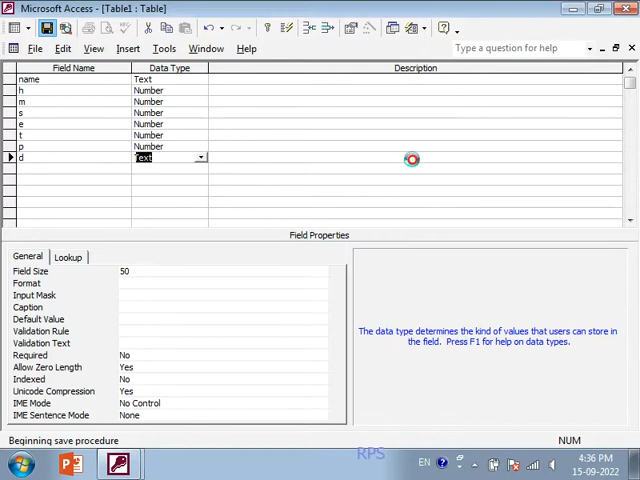 Microsoft Access - [Table1 : Table]
File Edit View Insert Tools Window Help
Type a question for help
Field Name Data Type Description
name Text
h Number
m Number
s Number
e Number
t Number
p Number
d Text
Field Properties
General Lookup
Field Size 50
Format
Input Mask
Caption
Default Value
Validation Rule
Validation Text
Required No
Allow Zero Length Yes
Indexed No
Unicode Compression Yes
IME Mode No Control
IME Sentence Mode None
The data type determines the kind of values that users can store in
the field. Press F1 for help on data types.
Beginning save procedure NUM
RPS
EN
4:36 PM
15-09-2022